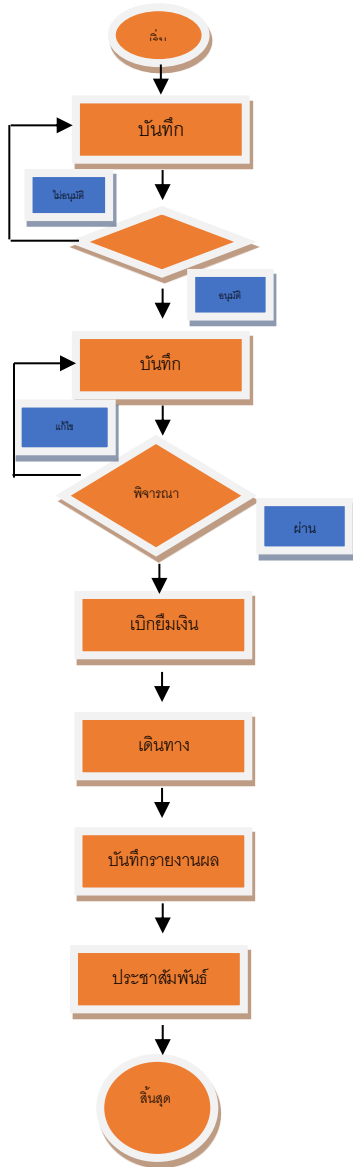 เริ่ม
บันทึก
ไม่อนุมัติ
อนุมัติ
บันทึก
แก้ไข
พิจารณา
ผ่าน
เบิกยืมเงิน
เดินทาง
บันทึกรายงานผล
ประชาสัมพันธ์
สิ้นสุด